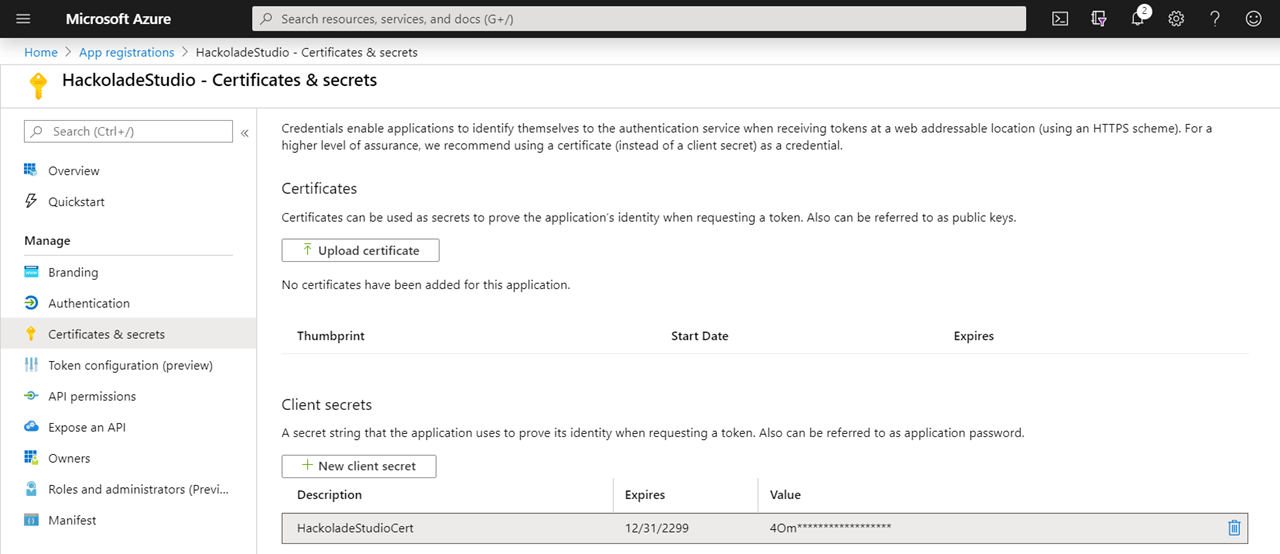 Microsoft Azure
Search resources, services, and docs (G+/)
2
Home > App registrations > HackoladeStudio - Certificates & secrets
HackoladeStudio - Certificates & secrets
Search (Ctrl+/)
Overview
Quickstart
Manage
Branding
Authentication
Certificates & secrets
Token configuration (preview)
API permissions
Expose an API
Owners
Roles and administrators (Previ...
Manifest
Credentials enable applications to identify themselves to the authentication service when receiving tokens at a web addressable location (using an HTTPS scheme). For a
higher level of assurance, we recommend using a certificate (instead of a client secret) as a credential.
Certificates
Certificates can be used as secrets to prove the application's identity when requesting a token. Also can be referred to as public keys.
Upload certificate
No certificates have been added for this application.
Thumbprint Start Date Expires
Client secrets
A secret string that the application uses to prove its identity when requesting a token. Also can be referred to as application password.
New client secret
Description Expires Value
HackoladeStudioCert 12/31/2299 4Om******************